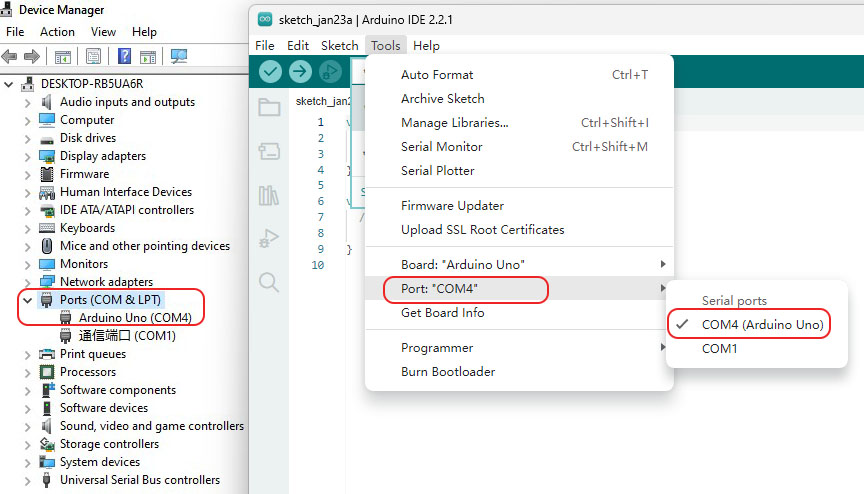 Device Manager
File Action View Help
DESKTOP-RB5UA6R
Audio inputs and outputs
Computer
Disk drives
Display adapters
Firmware
Human Interface Devices
IDE ATA/ATAPI controllers
Keyboards
Mice and other pointing devices
Monitors
Network adapters
Ports (COM & LPT)
Arduino Uno (COM4)
通信端口 (COM1)
Print queues
Processors
Software components
Software devices
Sound, video and game controllers
Storage controllers
System devices
Universal Serial Bus controllers
sketch_jan23a | Arduino IDE 2.2.1
File Edit Sketch Tools Help
sketch_jan2
1
2
3
4
5
6
7
8
9
10
Auto Format Ctrl+T
Archive Sketch
Manage Libraries... Ctrl+Shift+I
Serial Monitor Ctrl+Shift+M
Serial Plotter
Firmware Updater
Upload SSL Root Certificates
Board: "Arduino Uno"
Port: "COM4"
Get Board Info
Programmer
Burn Bootloader
Serial ports
COM4 (Arduino Uno)
COM1